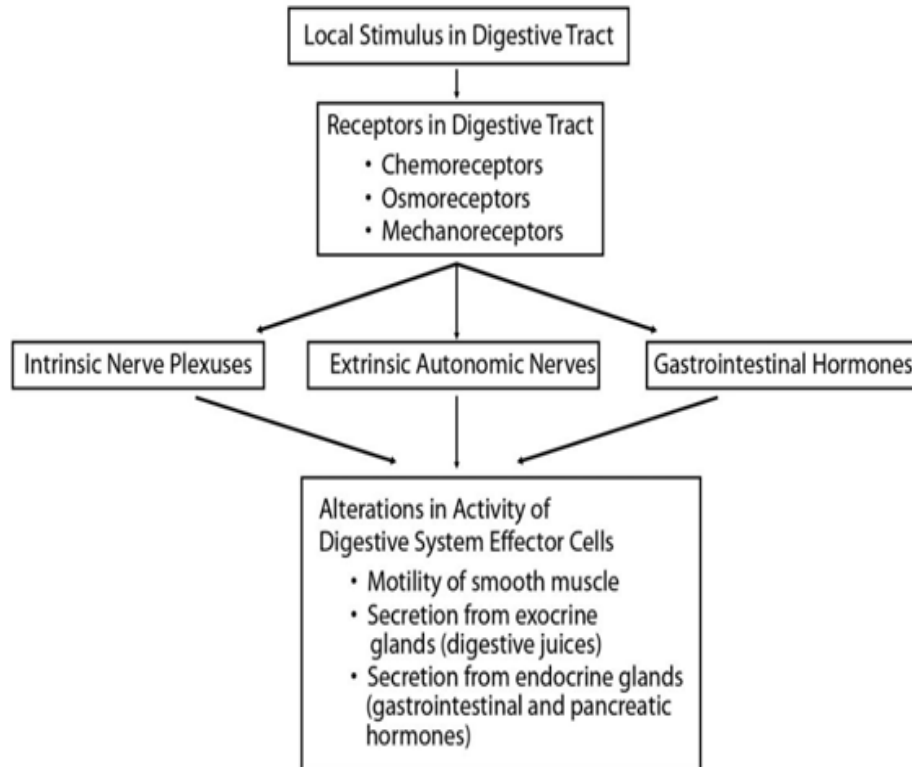 Local Stimulus in Digestive Tract
Receptors in Digestive Tract
• Chemoreceptors
• Osmoreceptors
• Mechanoreceptors
Intrinsic Nerve Plexuses
Extrinsic Autonomic Nerves
Gastrointestinal Hormones
Alterations in Activity of
Digestive System Effector Cells
• Motility of smooth muscle
• Secretion from exocrine
glands (digestive juices)
• Secretion from endocrine glands
(gastrointestinal and pancreatic
hormones)